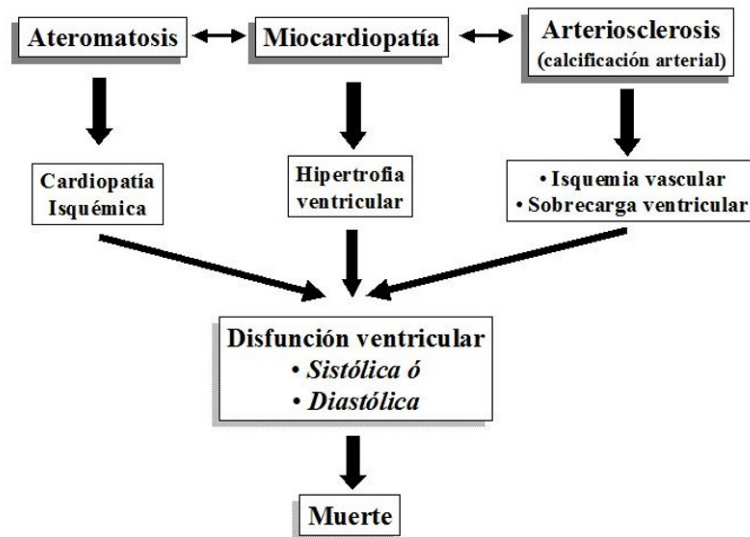 Ateromatosis
Miocardiopatía
Arteriosclerosis
(calcificación arterial)
Cardiopatía
Isquémica
Hipertrofia
ventricular
• Isquemia vascular
• Sobrecarga ventricular
Disfunción ventricular
• Sistólica ó
• Diastólica
Muerte